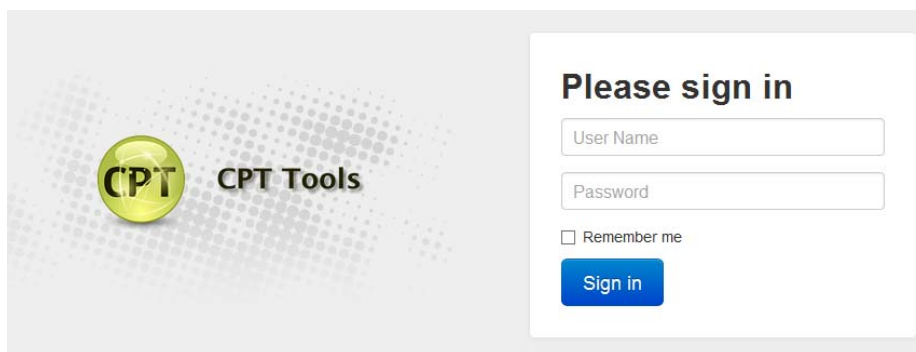 CPT
CPT Tools
Please sign in
User Name
Password
Remember me
Sign in